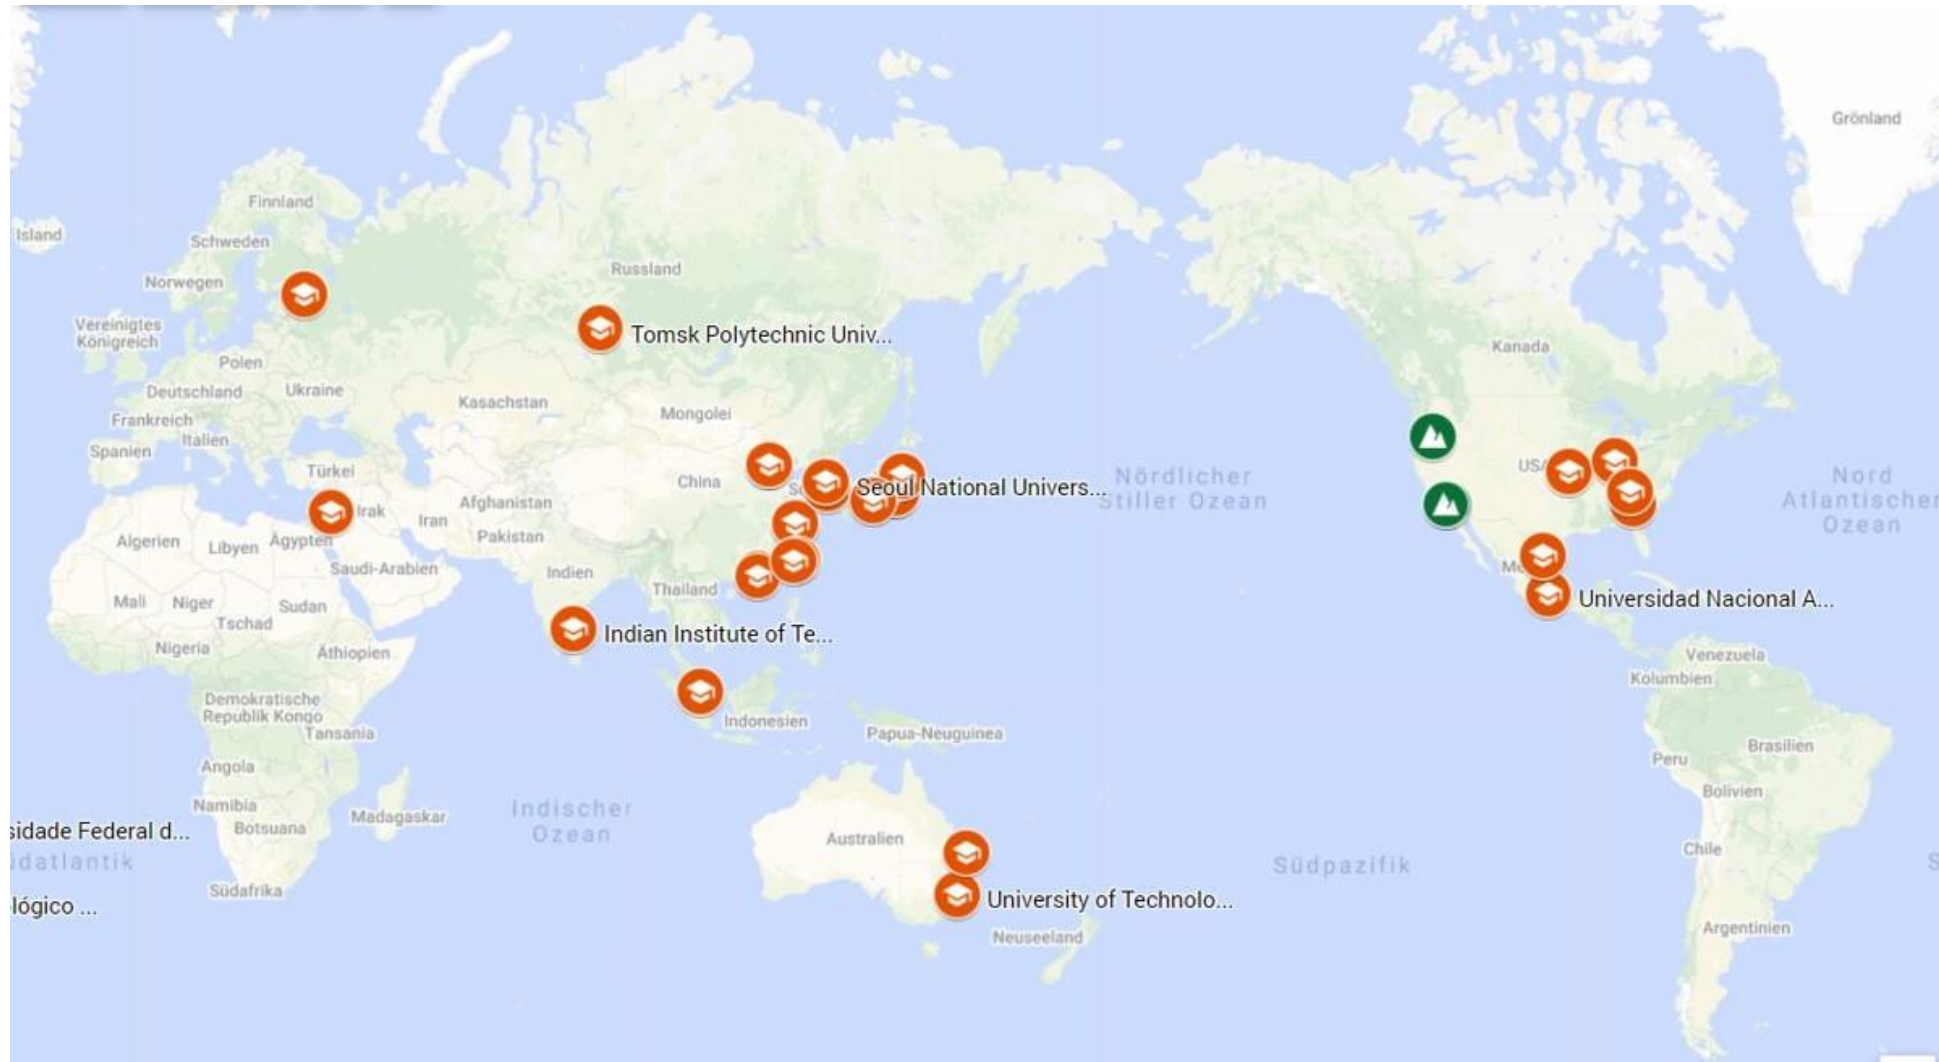 Grönland
Finnland
Island
Schweden
Russland
Norwegen
Vereinigtes
Königreich
Tomsk Polytechnic Univ...
Kanada
Polen
Deutschland
Ukraine
Kasachstan
Mongolei
Frankreich
Italien
Spanien
Türkei
China
Seoul National Univers...
Nördlicher
Stiller Ozean
Nord
Atlantischer
Ozean
Afghanistan
Irak
Iran
Pakistan
Algerien
Libyen
Ägypten
Saudi-Arabien
Indien
Thailand
Mali
Niger
Sudan
Tschad
Universidad Nacional A...
Indian Institute of Te...
Nigeria
Äthiopien
Venezuela
Kolumbien
Demokratische
Republik Kongo
Tansania
Indonesien
Papua-Neuguinea
Brasilien
Peru
Angola
Bolivien
Namibia
Botsuana
Madagaskar
Indischer
Ozean
sidade Federal d...
Australien
Chile
Südpazifik
Südafrika
lógico ...
University of Technolo...
Neuseeland
Argentinien